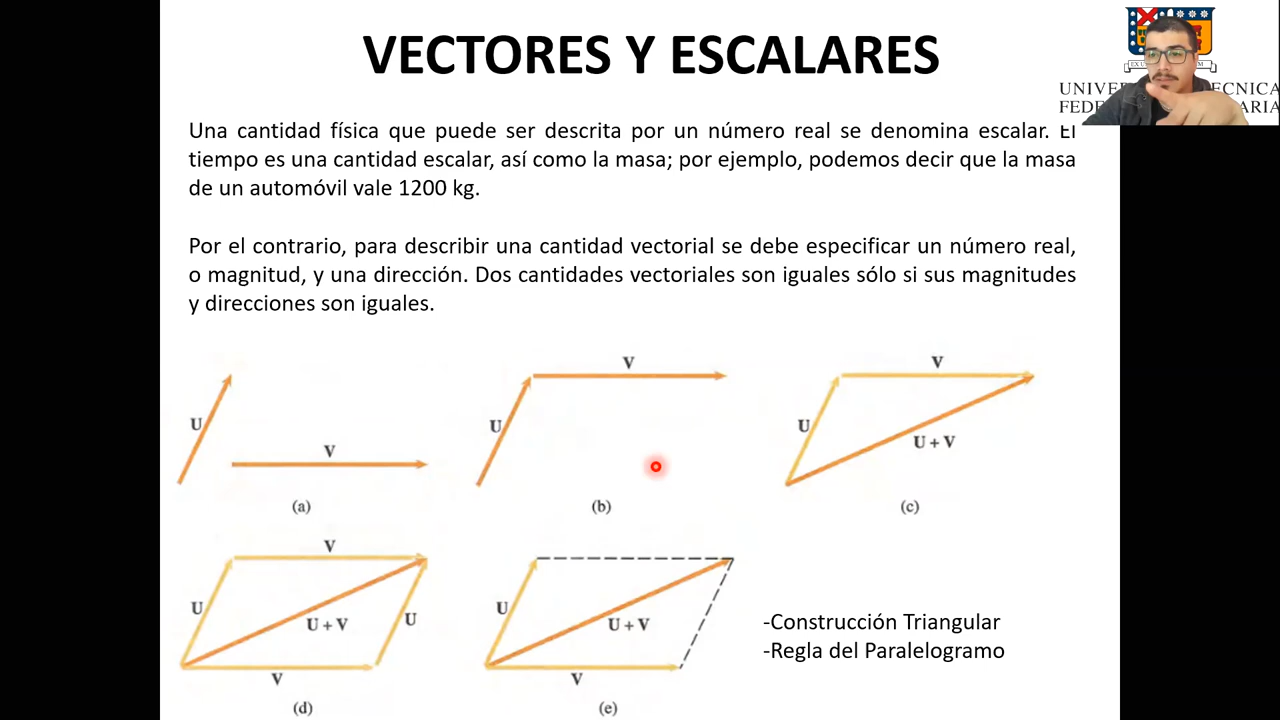 VECTORES Y ESCALARES
Una cantidad física que puede ser descrita por un número real se denomina escalar. El
tiempo es una cantidad escalar, así como la masa; por ejemplo, podemos decir que la masa
de un automóvil vale 1200 kg.
Por el contrario, para describir una cantidad vectorial se debe especificar un número real,
o magnitud, y una dirección. Dos cantidades vectoriales son iguales sólo si sus magnitudes
y direcciones son iguales.
U
V
(a)
U
V
(b)
U
V
U + V
(c)
V
U
U + V
U
V
(d)
U
U + V
V
(e)
-Construcción Triangular
-Regla del Paralelogramo